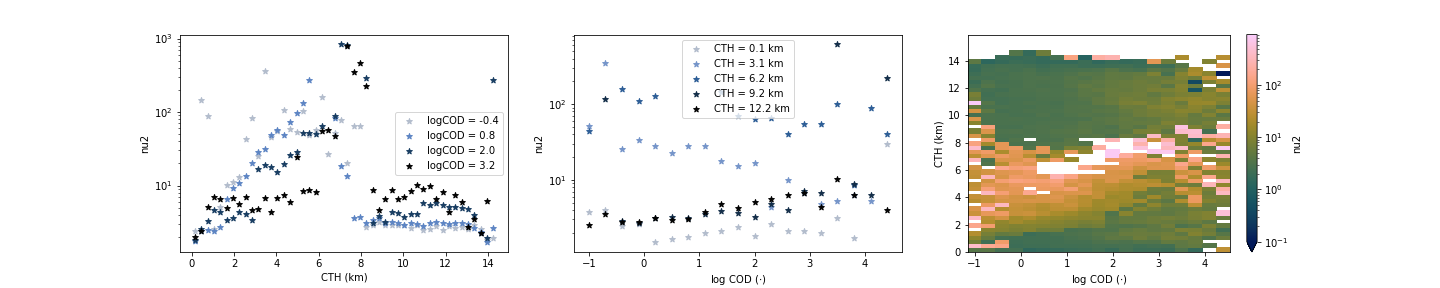 10³
10²
10¹
nu2
0
2
4
6
8
10
12
14
CTH (km)
logCOD = -0.4
logCOD = 0.8
logCOD = 2.0
logCOD = 3.2
10²
10¹
nu2
−1
0
1
2
3
4
log COD (·)
CTH = 0.1 km
CTH = 3.1 km
CTH = 6.2 km
CTH = 9.2 km
CTH = 12.2 km
14
12
10
8
6
4
2
0
CTH (km)
−1
0
1
2
3
4
log COD (·)
10²
10¹
10⁰
10⁻¹
nu2